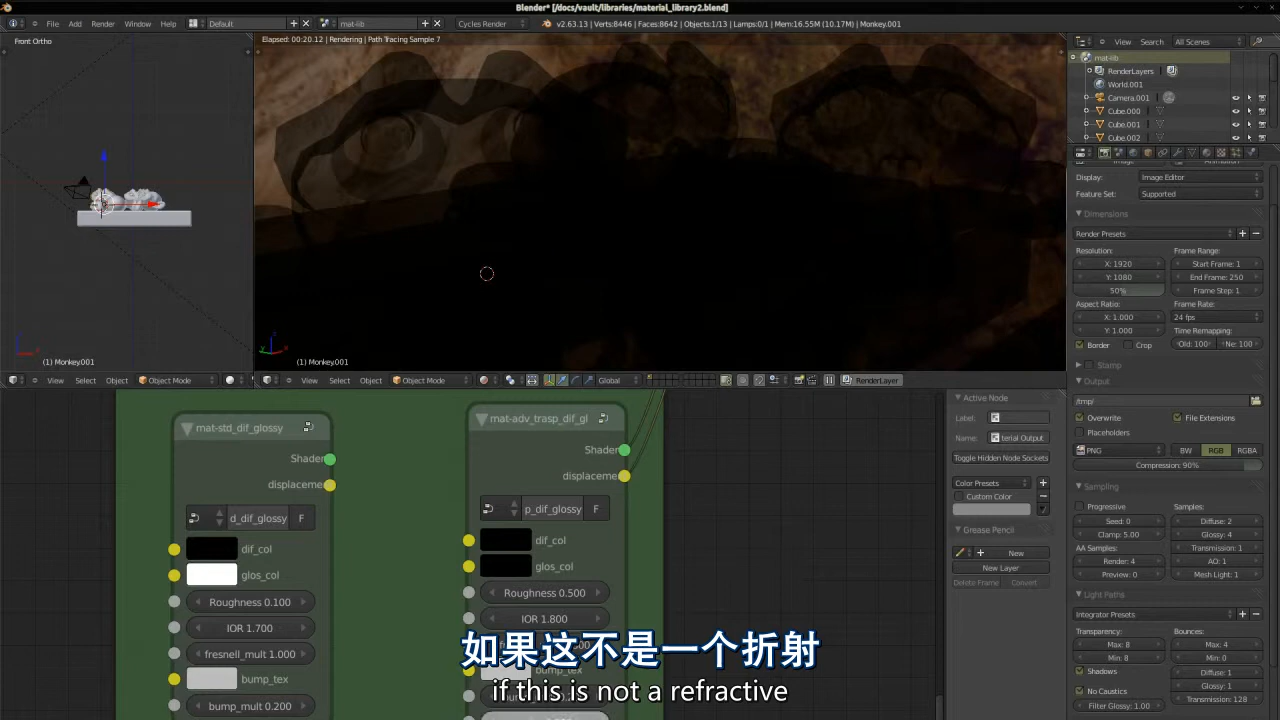 Blender* [/docs/vault/libraries/material_library2.blend]
File Add Render Window Help Default mat-lib Cycles Render v2.63.13 | Verts:8446 | Faces:8642 | Objects:1/13 | Lamps:0/1 | Mem:16.55M (10.17M) | Monkey.001
Front Ortho
Elapsed: 00:20.12 | Rendering | Path Tracing Sample 7
View Search All Scenes
mat-lib
RenderLayers
World.001
Camera.001
Cube.000
Cube.001
Cube.002
Display: Image Editor
Feature Set: Supported
Dimensions
Render Presets
Resolution: Frame Range:
X: 1920 Start Frame: 1
Y: 1080 End Frame: 250
50% Frame Step: 1
Aspect Ratio: Frame Rate:
X: 1.000 24 fps
Y: 1.000 Time Remapping:
Border Crop Old: 100 Ne: 100
Stamp
Output
/tmp/
Overwrite File Extensions
Placeholders
PNG BW RGB RGBA
Compression: 90%
Sampling
Progressive Samples:
Seed: 0 Diffuse: 2
Clamp: 5.00 Glossy: 4
AA Samples: Transmission: 1
Render: 4 AO: 1
Preview: 0 Mesh Light: 1
Light Paths
Integrator Presets
Transparency: Bounces:
Max: 8 Max: 4
Min: 8 Min: 0
Shadows Diffuse: 1
Glossy: 1
No Caustics Transmission: 128
Filter Glossy: 1.00
(1) Monkey.001
(1) Monkey.001
View Select Object Object Mode
View Select Object Object Mode Global RenderLayer
mat-std_dif_glossy
Shader
displaceme
d_dif_glossy F
dif_col
glos_col
Roughness 0.100
IOR 1.700
fresnell_mult 1.000
bump_tex
bump_mult 0.200
mat-adv_trasp_dif_gl
Shader
displaceme
p_dif_glossy F
dif_col
glos_col
Roughness 0.500
IOR 1.800
bump_tex
Active Node
Label:
Name: terial Output
Toggle Hidden Node Sockets
Color Presets
Custom Color
Grease Pencil
New
New Layer
Delete Frame Convert
如果这不是一个折射
if this is not a refractive